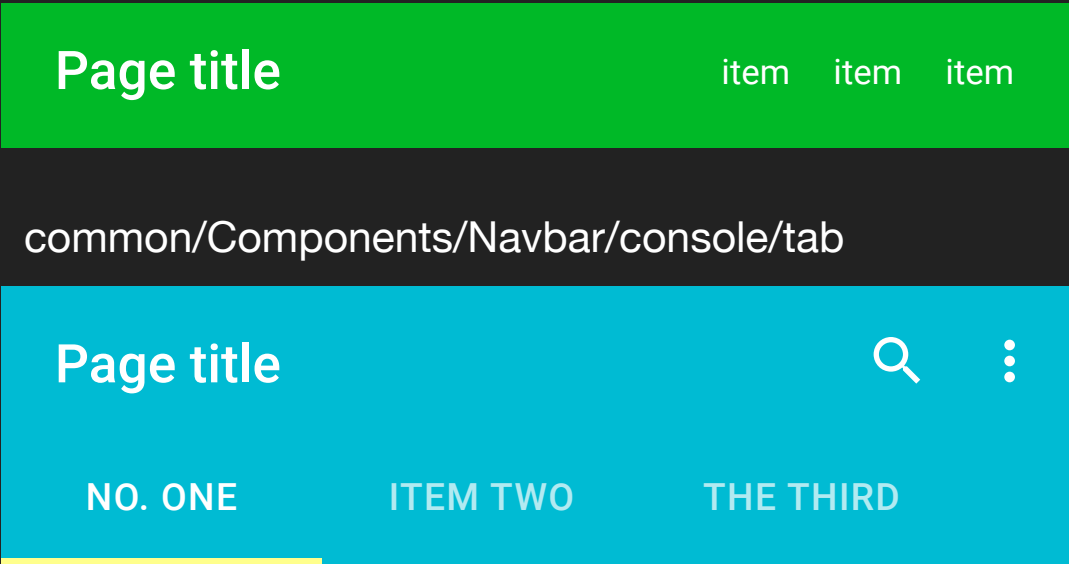 Page title item item item
common/Components/Navbar/console/tab
Page title
NO. ONE ITEM TWO THE THIRD